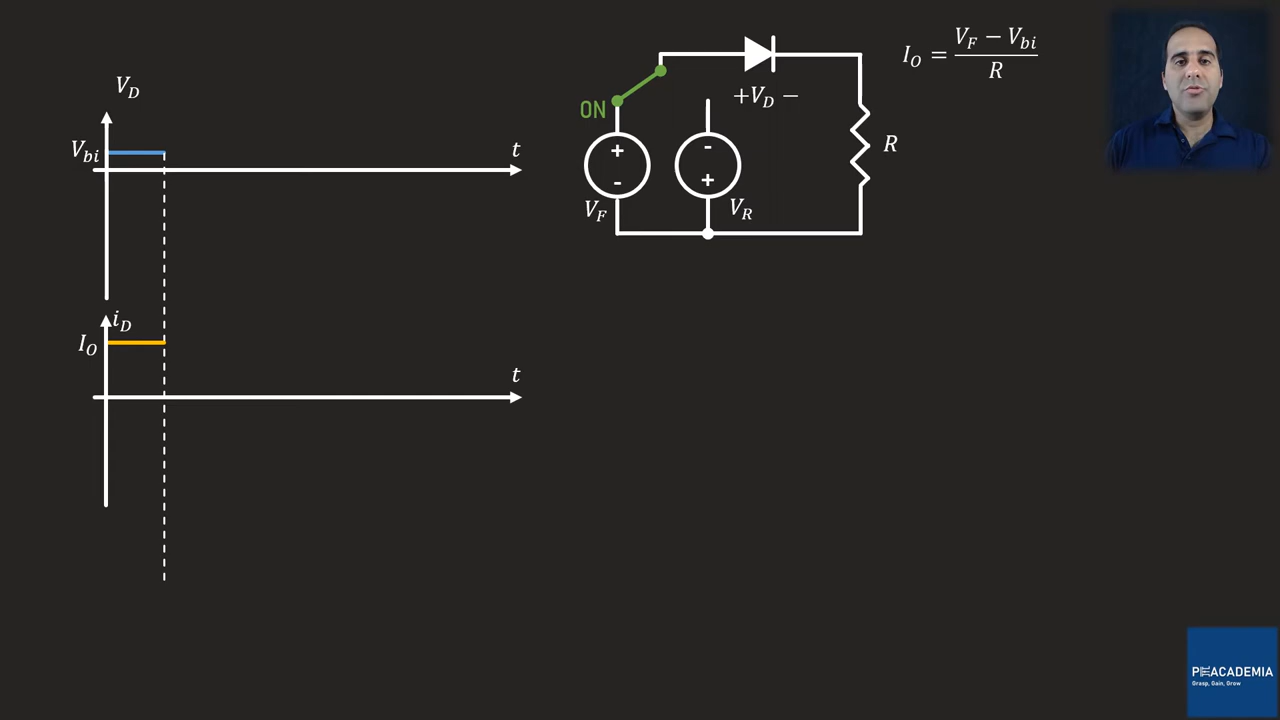 V_D
V_bi
t
i_D
I_O
t
ON
+V_D −
+
-
-
+
V_F
V_R
R
I_O = (V_F − V_bi) / R
PEACADEMIA
Grasp, Gain, Grow